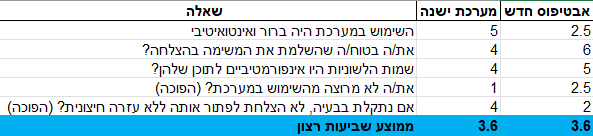 שאלה מערכת ישנה אבטיפוס חדש
השימוש במערכת היה ברור ואינטואיטיבי 5 2.5
את/ה בטוח/ה שהשלמת את המשימה בהצלחה? 4 6
שמות הלשוניות היו אינפורמטיביים לתוכן שלהן? 4 5
את/ה לא מרוצה מהשימוש במערכת? (הפוכה) 1 2.5
אם נתקלת בבעיה, לא הצלחת לפתור אותה ללא עזרה חיצונית? (הפוכה) 4 2
ממוצע שביעות רצון 3.6 3.6